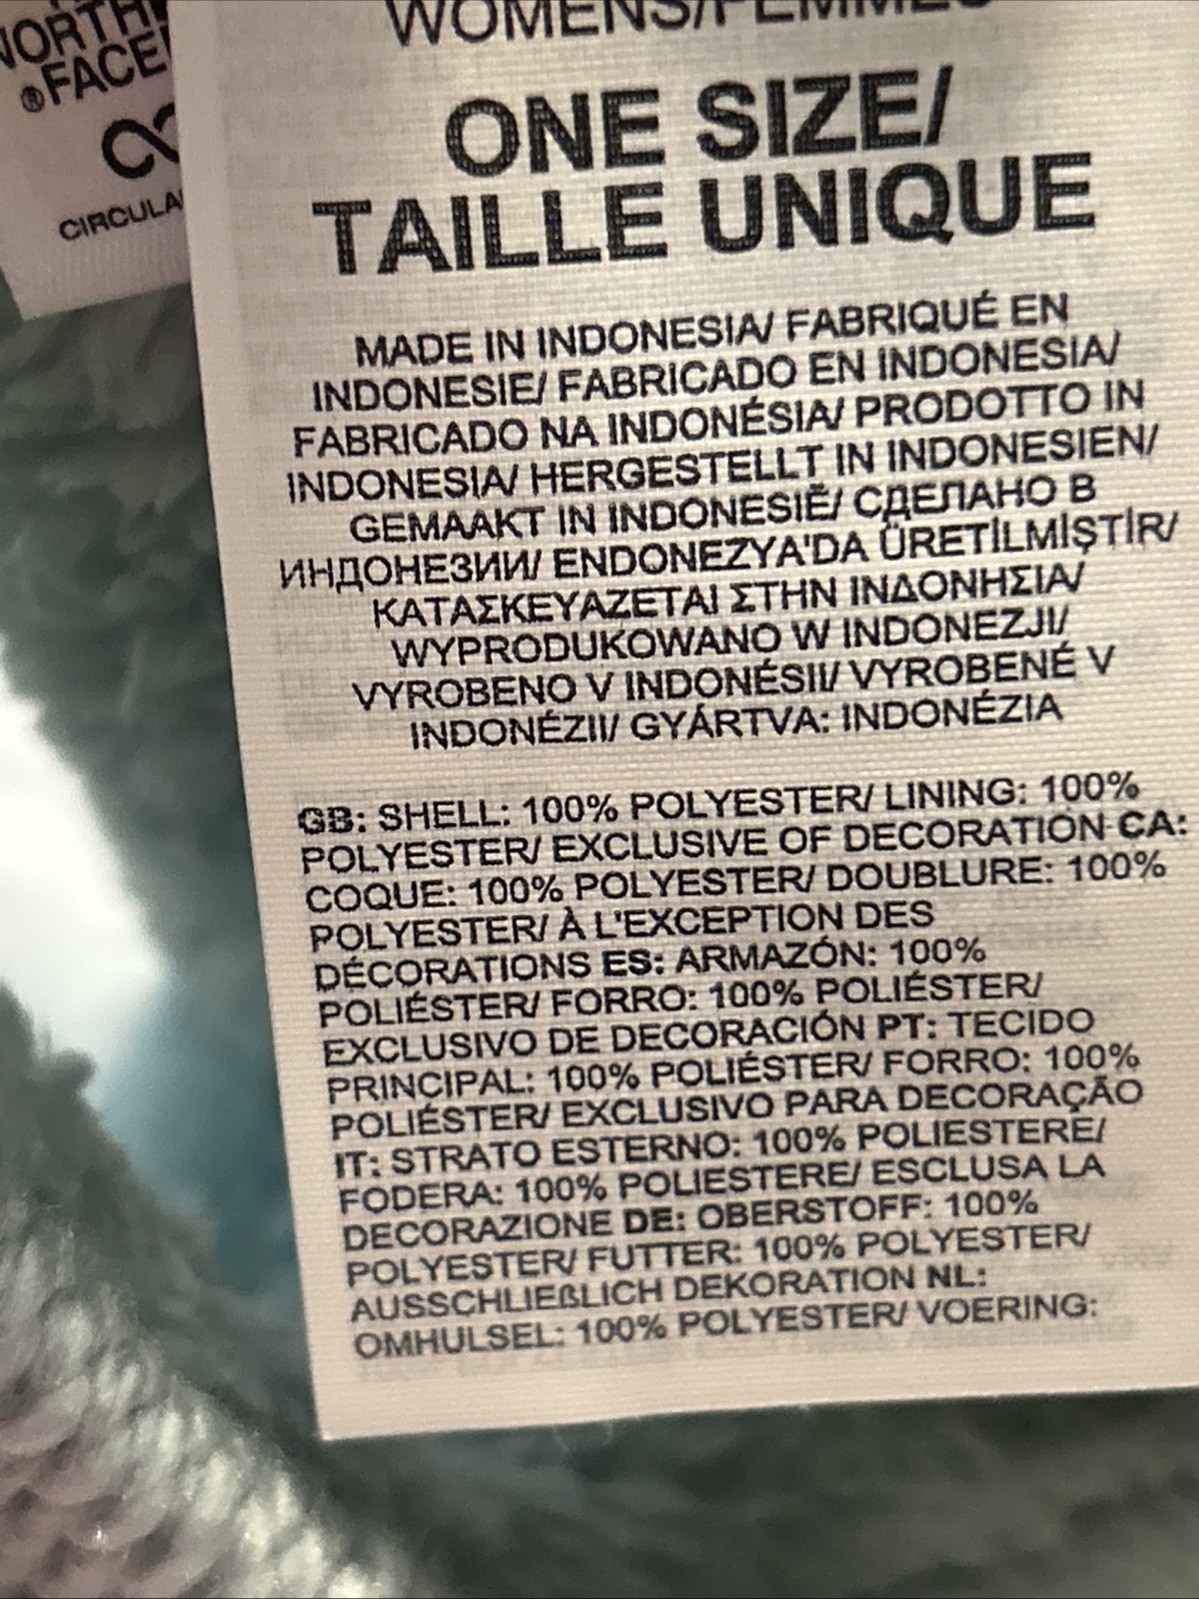 NORTH
®FACE
CIRCULA
WOMENS/FEMMES
ONE SIZE/
TAILLE UNIQUE
MADE IN INDONESIA/ FABRIQUÉ EN
INDONESIE/ FABRICADO EN INDONESIA/
FABRICADO NA INDONÉSIA/ PRODOTTO IN
INDONESIA/ HERGESTELLT IN INDONESIEN/
GEMAAKT IN INDONESIË/ СДЕЛАНО В
ИНДОНЕЗИИ/ ENDONEZYA'DA ÜRETİLMİŞTİR/
ΚΑΤΑΣΚΕΥΑΖΕΤΑΙ ΣΤΗΝ ΙΝΔΟΝΗΣΙΑ/
WYPRODUKOWANO W INDONEZJI/
VYROBENO V INDONÉSII/ VYROBENÉ V
INDONÉZII/ GYÁRTVA: INDONÉZIA
GB: SHELL: 100% POLYESTER/ LINING: 100%
POLYESTER/ EXCLUSIVE OF DECORATION CA:
COQUE: 100% POLYESTER/ DOUBLURE: 100%
POLYESTER/ À L'EXCEPTION DES
DÉCORATIONS ES: ARMAZÓN: 100%
POLIÉSTER/ FORRO: 100% POLIÉSTER/
EXCLUSIVO DE DECORACIÓN PT: TECIDO
PRINCIPAL: 100% POLIÉSTER/ FORRO: 100%
POLIÉSTER/ EXCLUSIVO PARA DECORAÇÃO
IT: STRATO ESTERNO: 100% POLIESTERE/
FODERA: 100% POLIESTERE/ ESCLUSA LA
DECORAZIONE DE: OBERSTOFF: 100%
POLYESTER/ FUTTER: 100% POLYESTER/
AUSSCHLIEßLICH DEKORATION NL:
OMHULSEL: 100% POLYESTER/ VOERING: